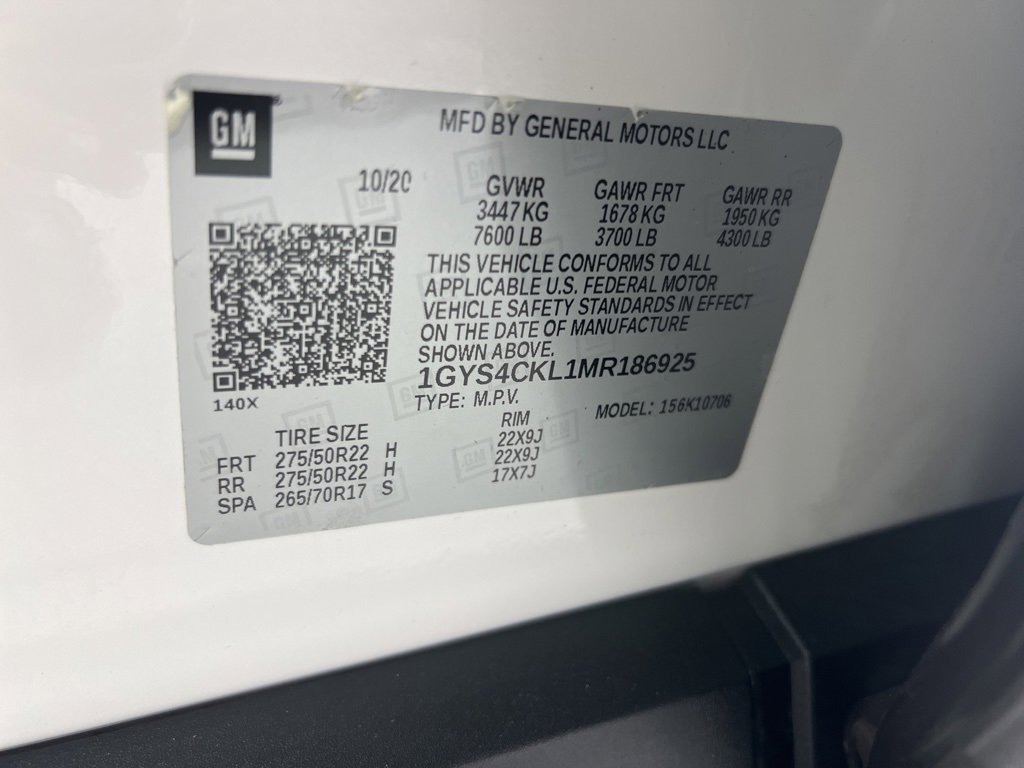 GM
MFD BY GENERAL MOTORS LLC
10/20 GVWR GAWR FRT GAWR RR
3447 KG 1678 KG 1950 KG
7600 LB 3700 LB 4300 LB
THIS VEHICLE CONFORMS TO ALL
APPLICABLE U.S. FEDERAL MOTOR
VEHICLE SAFETY STANDARDS IN EFFECT
ON THE DATE OF MANUFACTURE
SHOWN ABOVE.
1GYS4CKL1MR186925
140X
TYPE: M.P.V. MODEL: 156K10706
TIRE SIZE RIM
FRT 275/50R22 H 22X9J
RR 275/50R22 H 22X9J
SPA 265/70R17 S 17X7J